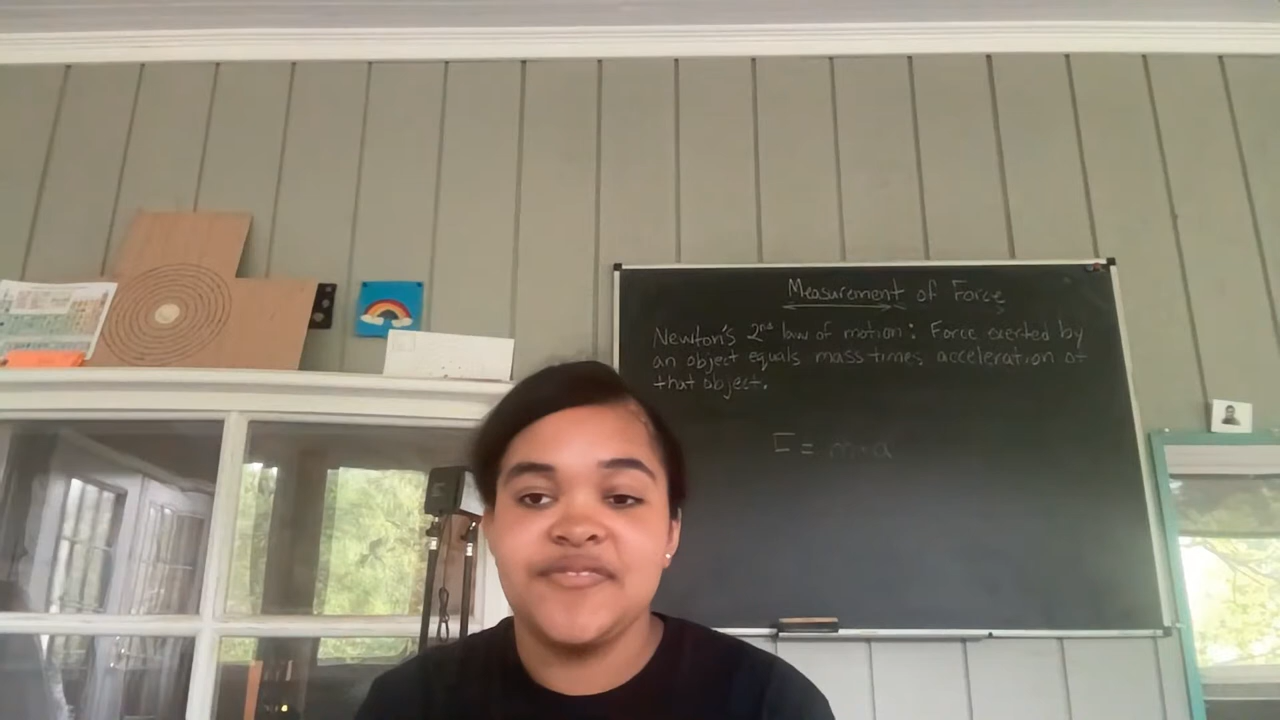 Measurement of Force
Newton's 2nd law of motion: Force exerted by
an object equals mass times acceleration of
that object.
F = m·a